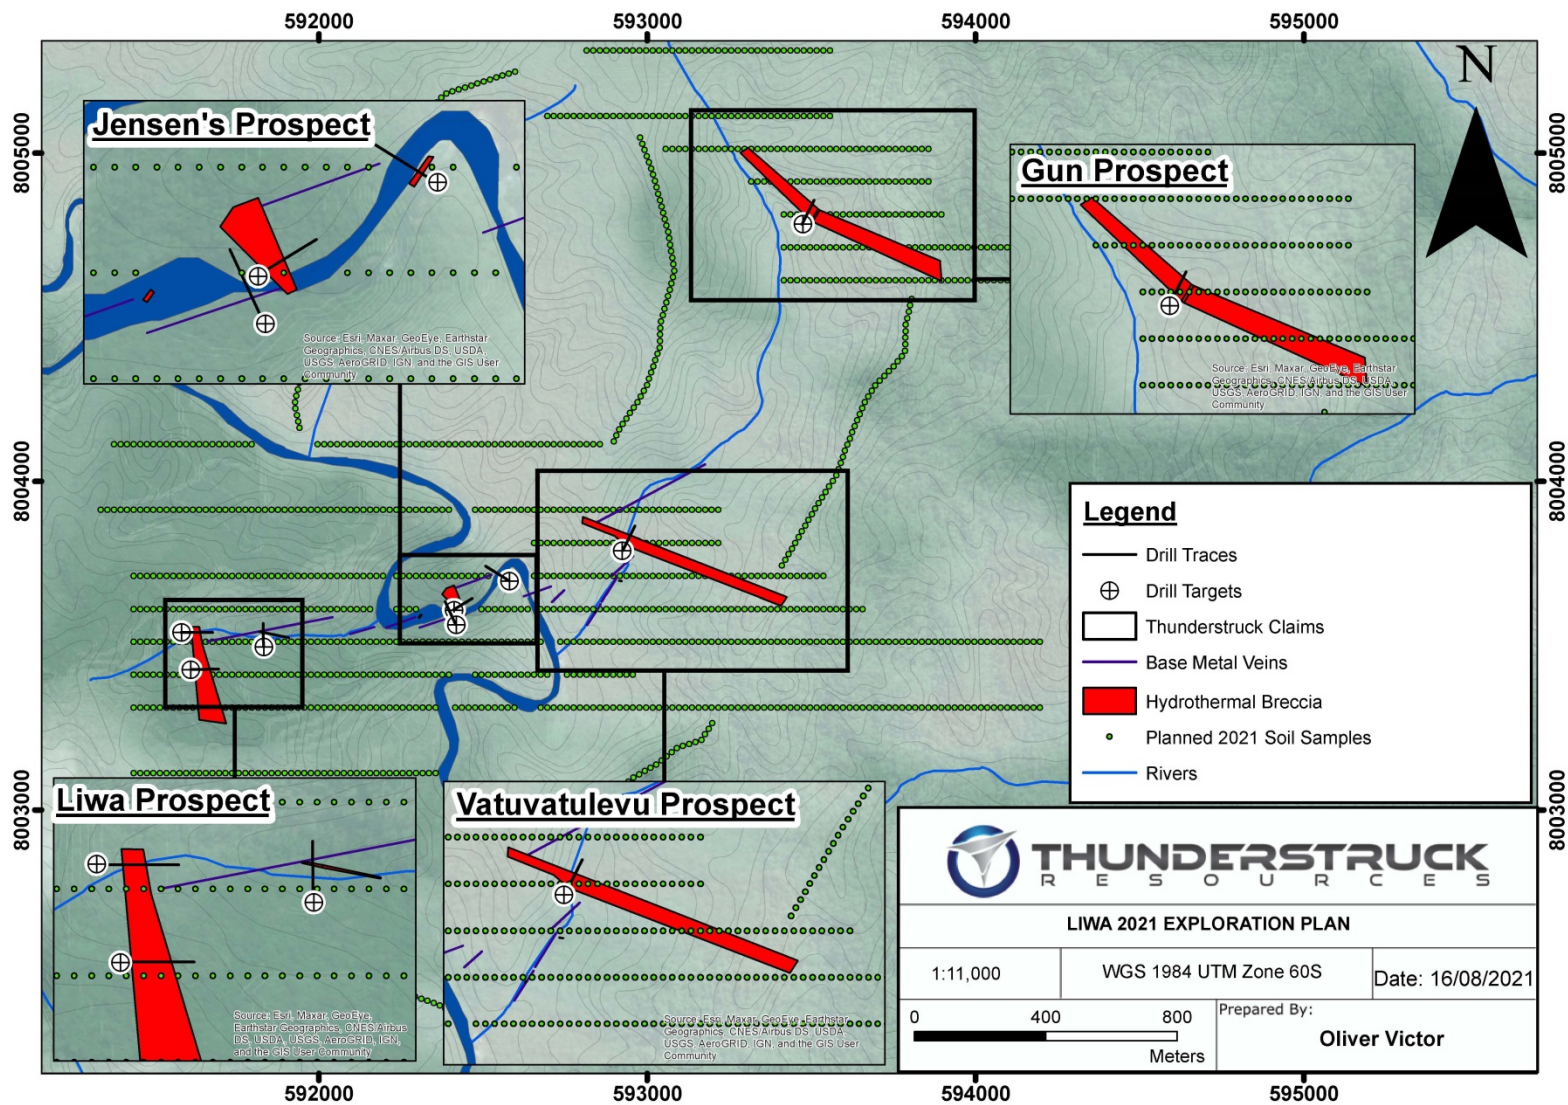 592000 593000 594000 595000
N
8005000
8005000
Jensen's Prospect
Source: Esri, Maxar, GeoEye, Earthstar
Geographics, CNES/Airbus DS, USDA,
USGS, AeroGRID, IGN, and the GIS User
Community
Gun Prospect
Source: Esri, Maxar, GeoEye, Earthstar
Geographics, CNES/Airbus DS, USDA,
USGS, AeroGRID, IGN, and the GIS User
Community
8004000
8004000
Legend
Drill Traces
Drill Targets
Thunderstruck Claims
Base Metal Veins
Hydrothermal Breccia
Planned 2021 Soil Samples
Rivers
8003000
8003000
Liwa Prospect
Source: Esri, Maxar, GeoEye,
Earthstar Geographics, CNES/Airbus
DS, USDA, USGS, AeroGRID, IGN,
and the GIS User Community
Vatuvatulevu Prospect
Source: Esri, Maxar, GeoEye, Earthstar
Geographics, CNES/Airbus DS, USDA,
USGS, AeroGRID, IGN, and the GIS User
Community
THUNDERSTRUCK
RESOURCES
LIWA 2021 EXPLORATION PLAN
1:11,000 WGS 1984 UTM Zone 60S Date: 16/08/2021
0 400 800
Meters
Prepared By:
Oliver Victor
592000 593000 594000 595000